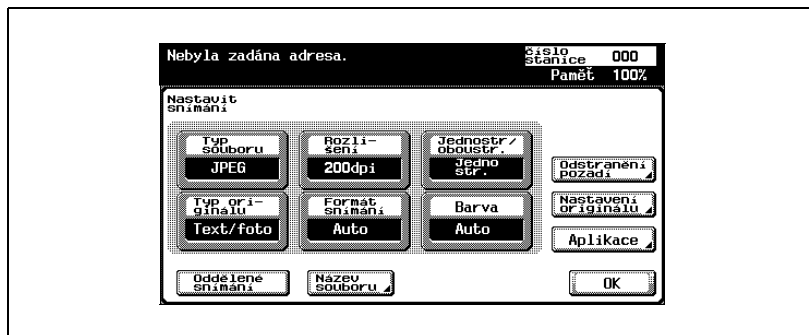 Nebyla zadána adresa.
číslo
stanice 000
Paměť 100%
Nastavit
snímání
Typ
souboru
JPEG
Rozli-
šení
200dpi
Jednostr/
oboustr.
Jedno
str.
Odstranění
pozadí
Typ ori-
ginálu
Text/foto
Formát
snímání
Auto
Barva
Auto
Nastavení
originálu
Aplikace
Oddělené
snímání
Název
souboru
OK